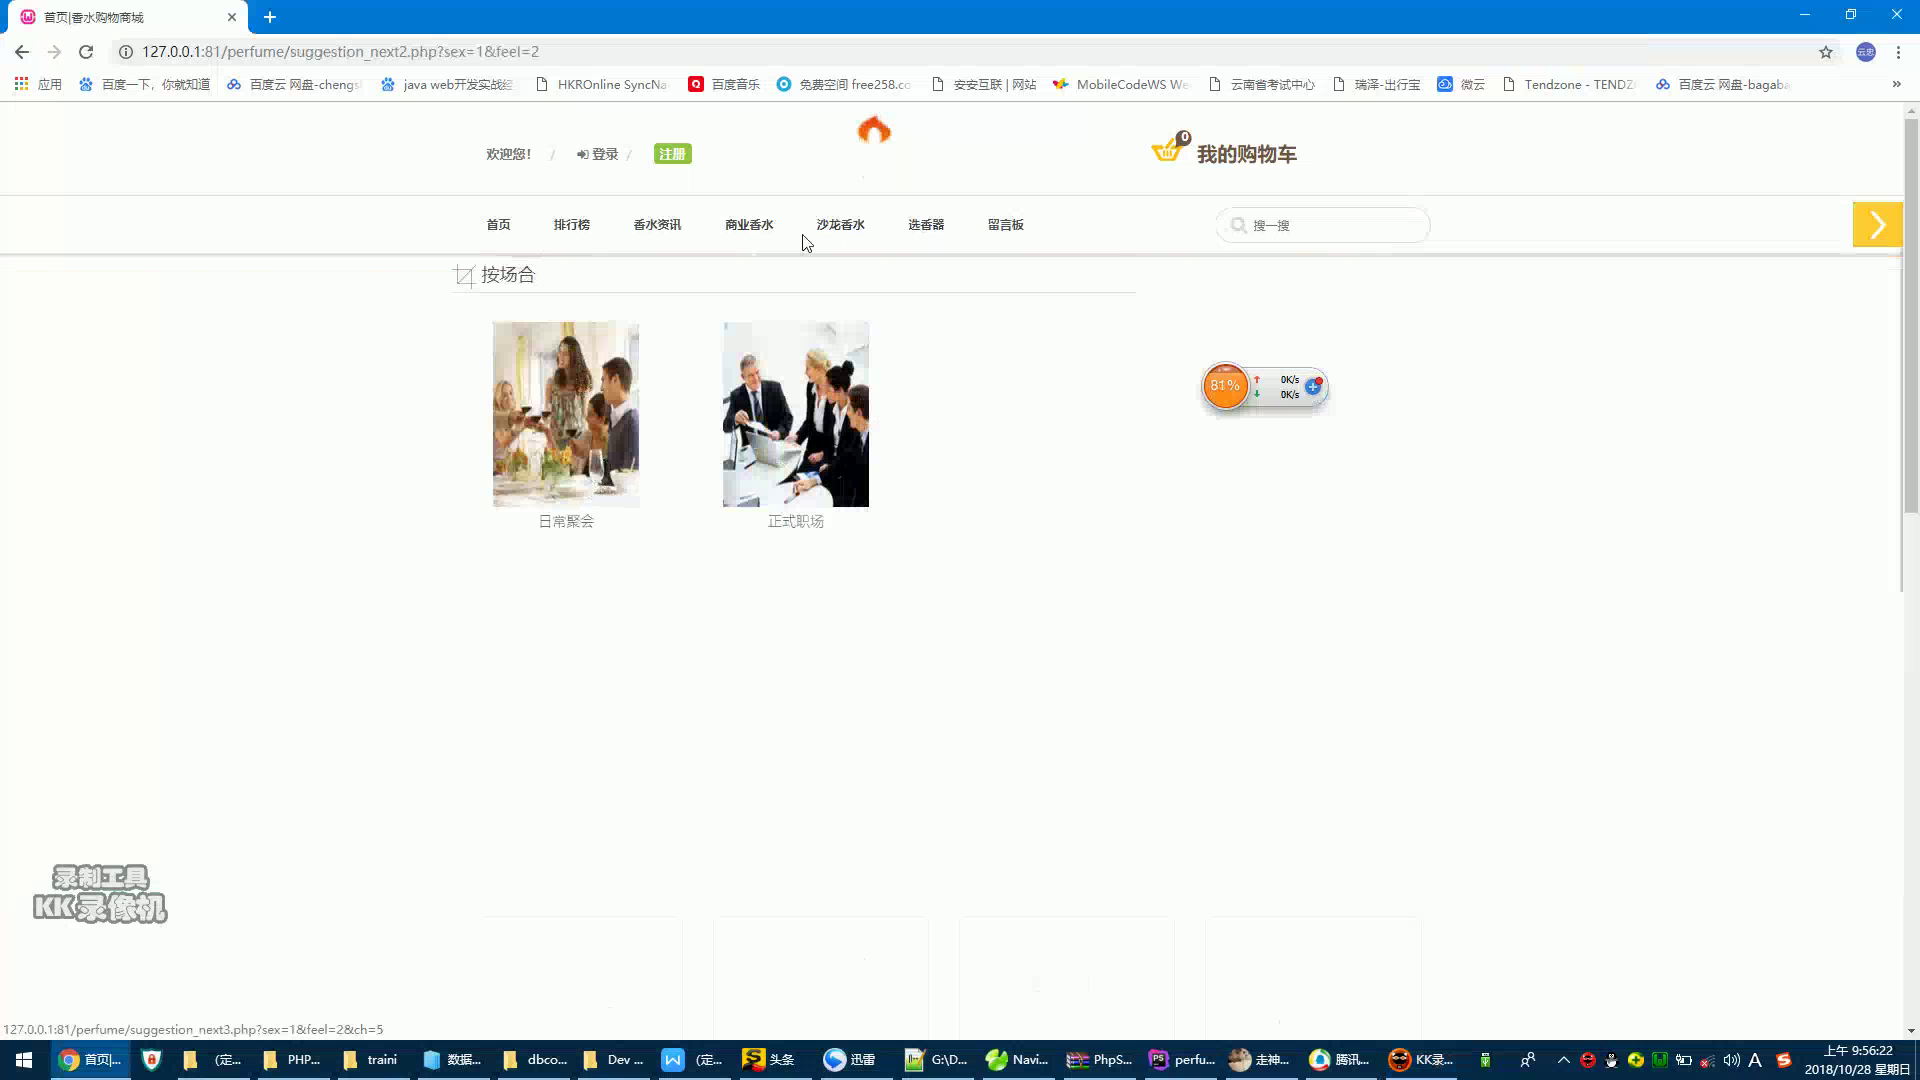 首页|香水购物商城
127.0.0.1:81/perfume/suggestion_next2.php?sex=1&feel=2
应用
百度一下，你就知道
百度云 网盘-chengs
java web开发实战经
HKROnline SyncNa
百度音乐
免费空间 free258.co
安安互联 | 网站
MobileCodeWS We
云南省考试中心
瑞泽-出行宝
微云
Tendzone - TENDZ
百度云 网盘-bagaba
»
欢迎您! / 登录 / 注册
0
我的购物车
首页 排行榜 香水资讯 商业香水 沙龙香水 选香器 留言板
搜一搜
按场合
81%
0K/s
0K/s
日常聚会
正式职场
录制工具
KK录像机
127.0.0.1:81/perfume/suggestion_next3.php?sex=1&feel=2&ch=5
首页|...
(定...
PHP...
traini
数据...
dbco...
Dev ...
(定...
头条
迅雷
G:\D...
Navi...
PhpS...
perfu...
走神...
腾讯...
KK录...
A
上午 9:56:22
2018/10/28 星期日